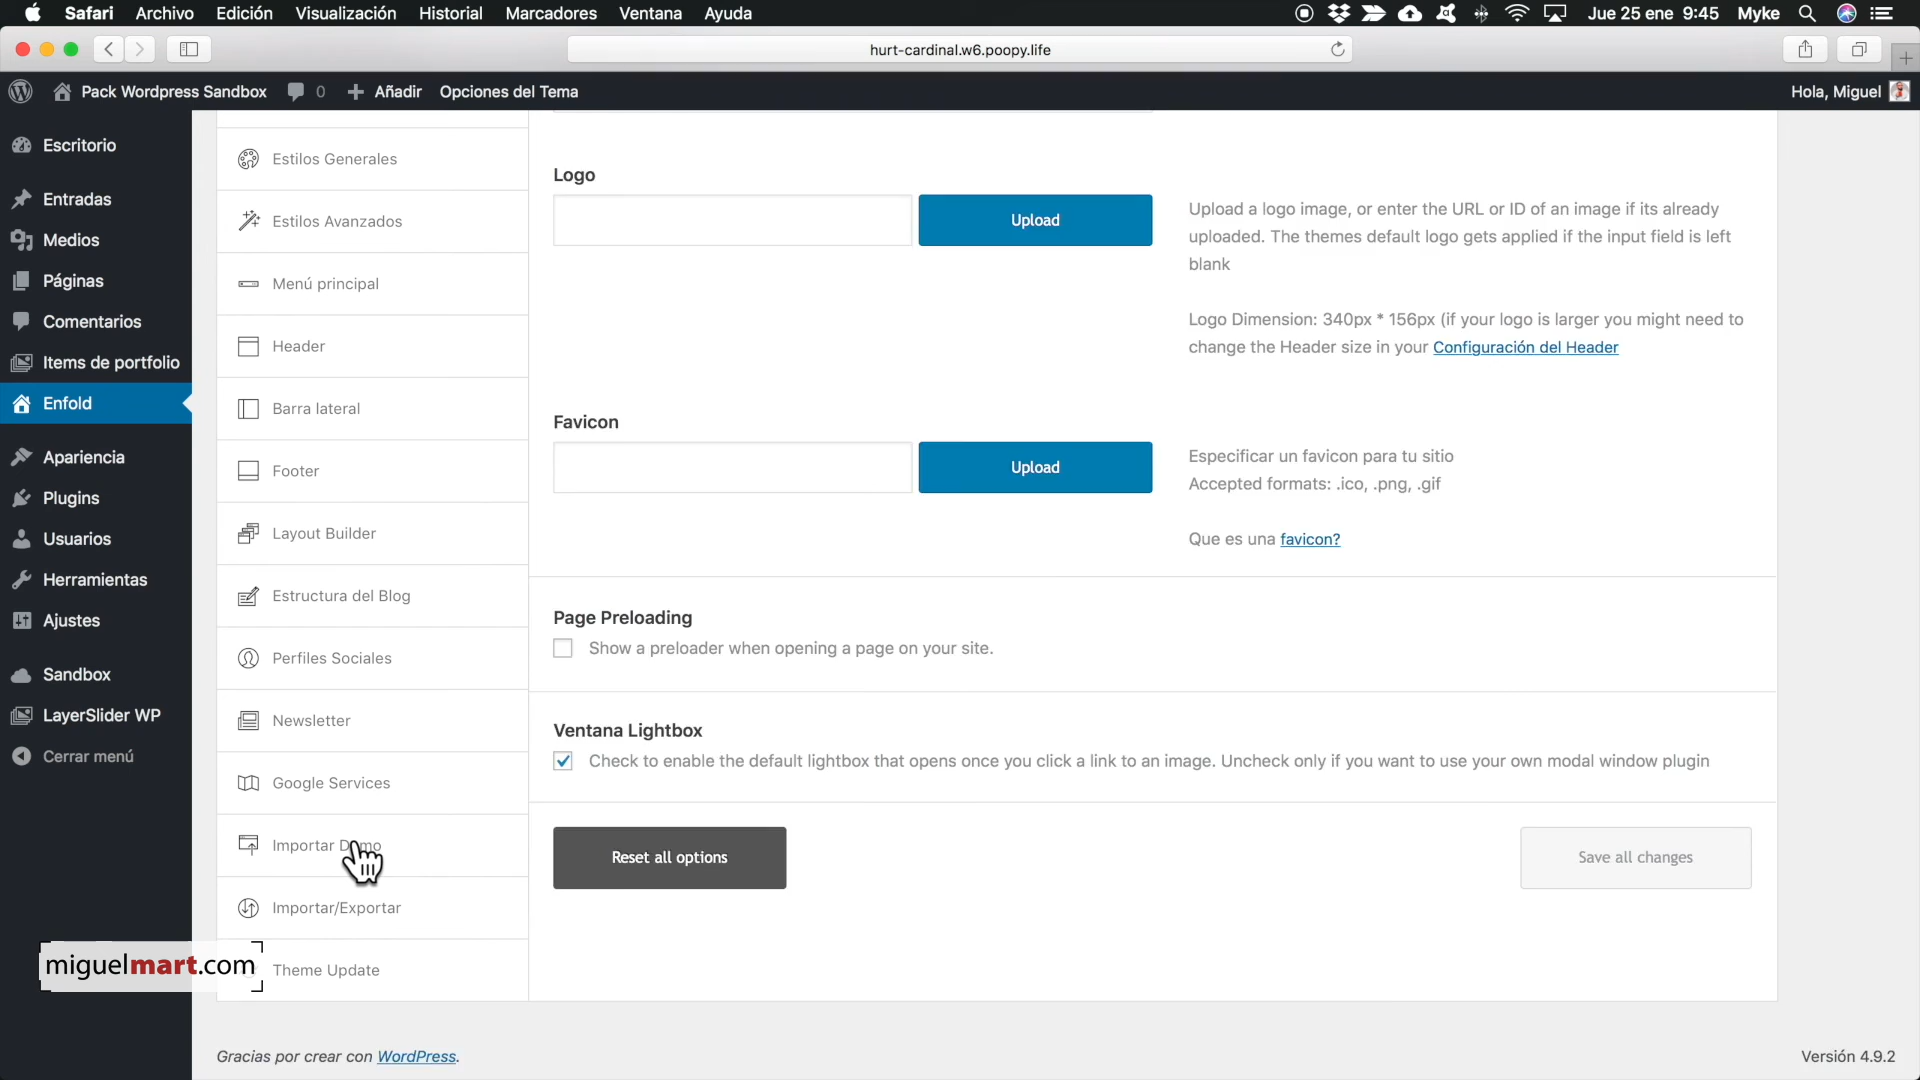 Safari Archivo Edición Visualización Historial Marcadores Ventana Ayuda Jue 25 ene 9:45 Myke
hurt-cardinal.w6.poopy.life
Pack Wordpress Sandbox 0 Añadir Opciones del Tema Hola, Miguel
Escritorio
Entradas
Medios
Páginas
Comentarios
Items de portfolio
Enfold
Apariencia
Plugins
Usuarios
Herramientas
Ajustes
Sandbox
LayerSlider WP
Cerrar menú
Estilos Generales
Estilos Avanzados
Menú principal
Header
Barra lateral
Footer
Layout Builder
Estructura del Blog
Perfiles Sociales
Newsletter
Google Services
Importar Demo
Importar/Exportar
Theme Update
Logo
Upload
Upload a logo image, or enter the URL or ID of an image if its already
uploaded. The themes default logo gets applied if the input field is left
blank
Logo Dimension: 340px * 156px (if your logo is larger you might need to
change the Header size in your Configuración del Header
Favicon
Upload
Especificar un favicon para tu sitio
Accepted formats: .ico, .png, .gif
Que es una favicon?
Page Preloading
Show a preloader when opening a page on your site.
Ventana Lightbox
Check to enable the default lightbox that opens once you click a link to an image. Uncheck only if you want to use your own modal window plugin
Reset all options
Save all changes
miguelmart.com
Gracias por crear con WordPress.
Versión 4.9.2